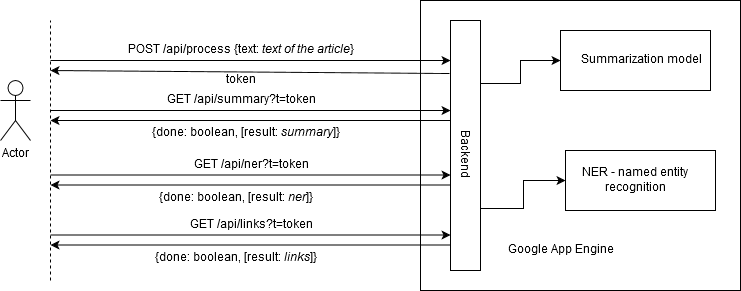 POST /api/process {text: text of the article}
token
GET /api/summary?t=token
{done: boolean, [result: summary]}
GET /api/ner?t=token
{done: boolean, [result: ner]}
GET /api/links?t=token
{done: boolean, [result: links]}
Actor
Backend
Summarization model
NER - named entity
recognition
Google App Engine